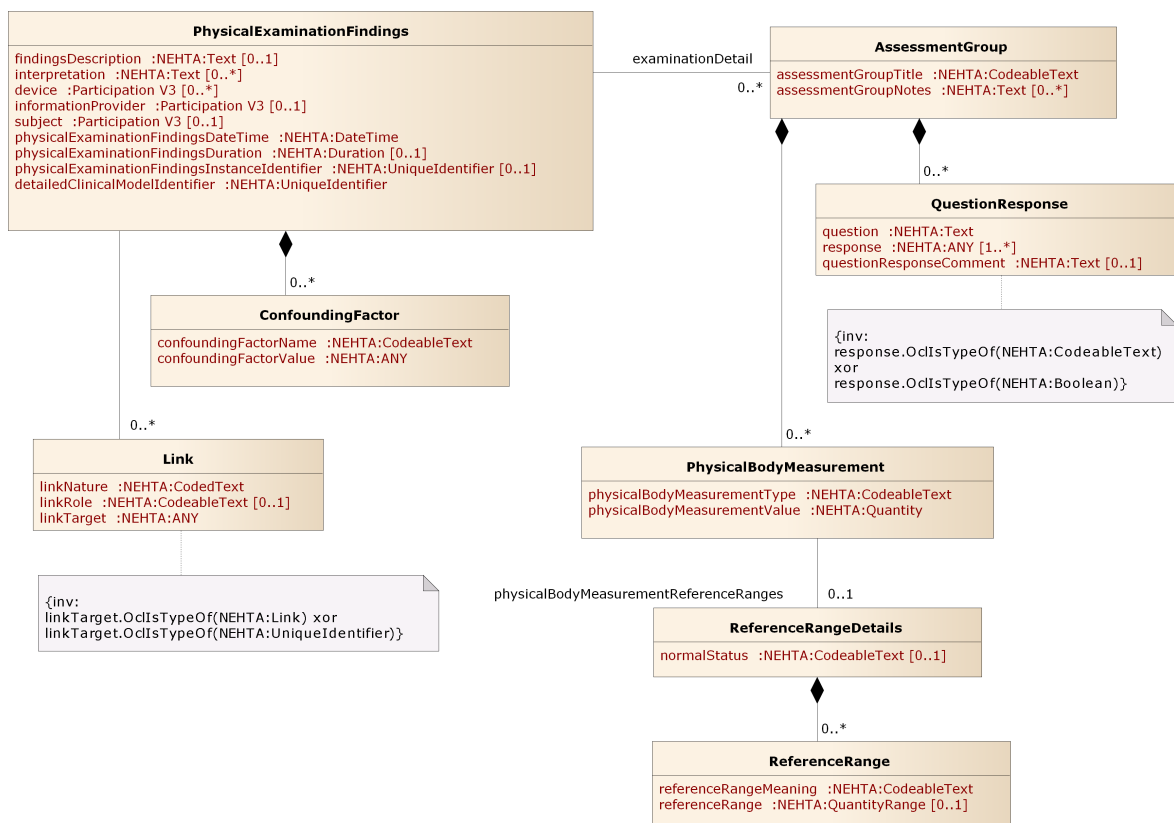 PhysicalExaminationFindings
findingsDescription :NEHTA:Text [0..1]
interpretation :NEHTA:Text [0..*]
device :Participation V3 [0..*]
informationProvider :Participation V3 [0..1]
subject :Participation V3 [0..1]
physicalExaminationFindingsDateTime :NEHTA:DateTime
physicalExaminationFindingsDuration :NEHTA:Duration [0..1]
physicalExaminationFindingsInstanceIdentifier :NEHTA:UniqueIdentifier [0..1]
detailedClinicalModelIdentifier :NEHTA:UniqueIdentifier
examinationDetail
0..*
AssessmentGroup
assessmentGroupTitle :NEHTA:CodeableText
assessmentGroupNotes :NEHTA:Text [0..*]
0..*
QuestionResponse
question :NEHTA:Text
response :NEHTA:ANY [1..*]
questionResponseComment :NEHTA:Text [0..1]
{inv:
response.OclIsTypeOf(NEHTA:CodeableText)
xor
response.OclIsTypeOf(NEHTA:Boolean)}
0..*
ConfoundingFactor
confoundingFactorName :NEHTA:CodeableText
confoundingFactorValue :NEHTA:ANY
0..*
Link
linkNature :NEHTA:CodedText
linkRole :NEHTA:CodeableText [0..1]
linkTarget :NEHTA:ANY
{inv:
linkTarget.OclIsTypeOf(NEHTA:Link) xor
linkTarget.OclIsTypeOf(NEHTA:UniqueIdentifier)}
0..*
PhysicalBodyMeasurement
physicalBodyMeasurementType :NEHTA:CodeableText
physicalBodyMeasurementValue :NEHTA:Quantity
physicalBodyMeasurementReferenceRanges
0..1
ReferenceRangeDetails
normalStatus :NEHTA:CodeableText [0..1]
0..*
ReferenceRange
referenceRangeMeaning :NEHTA:CodeableText
referenceRange :NEHTA:QuantityRange [0..1]